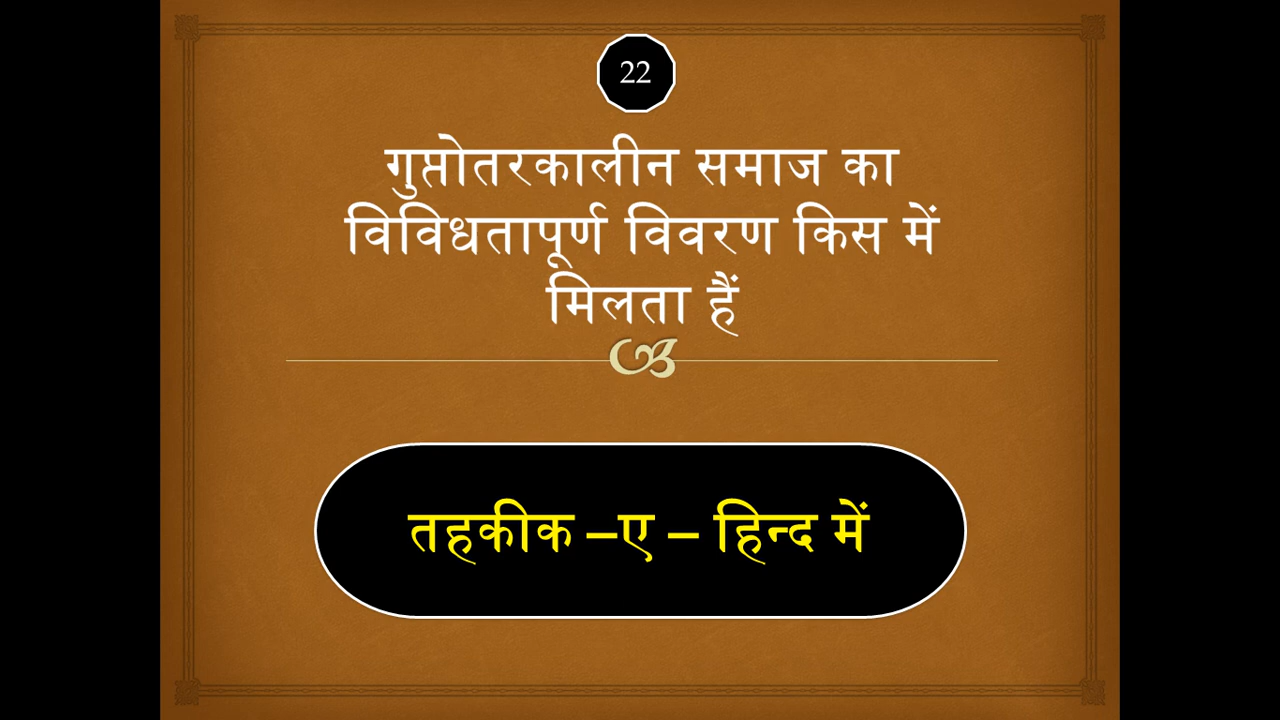 22
गुप्तोतरकालीन समाज का
विविधतापूर्ण विवरण किस में
मिलता हैं
तहकीक –ए – हिन्द में